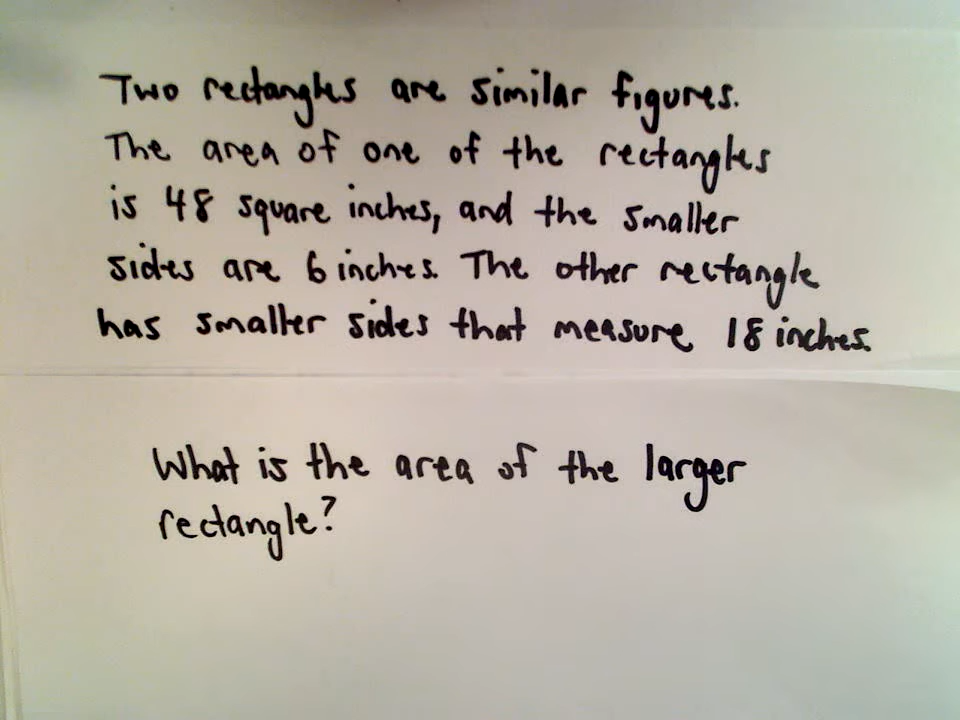 Two rectangles are similar figures.
The area of one of the rectangles
is 48 square inches, and the smaller
sides are 6 inches. The other rectangle
has smaller sides that measure 18 inches.
What is the area of the larger
rectangle?